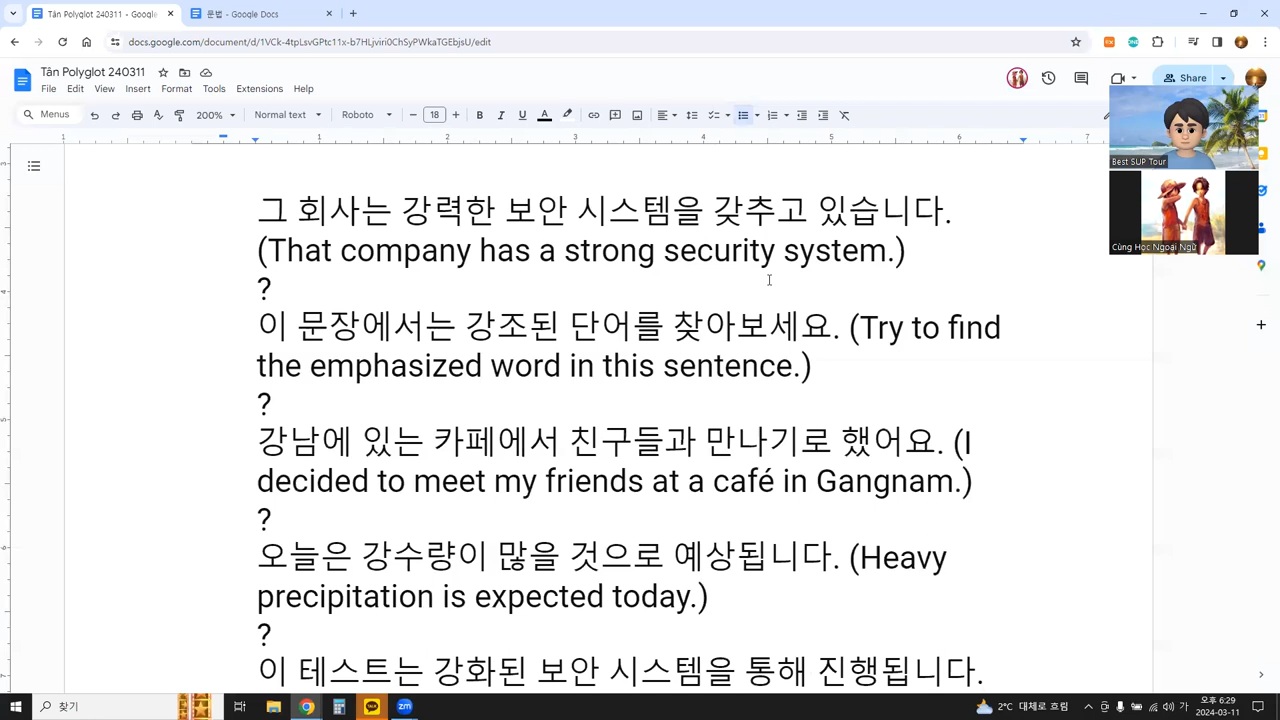 Tân Polyglot 240311 - Google
문법 - Google Docs
docs.google.com/document/d/1VCk-4tpLsvGPtc11x-b7HLjviri0ChSyPWkaTGEbjsU/edit
Tân Polyglot 240311
File Edit View Insert Format Tools Extensions Help
Share
Menus 200% Normal text Roboto 18 B I U A
1 1 2 3 4 5 6 7
Best SUP Tour
Cùng Học Ngoại Ngữ
그 회사는 강력한 보안 시스템을 갖추고 있습니다.
(That company has a strong security system.)
?
이 문장에서는 강조된 단어를 찾아보세요. (Try to find
the emphasized word in this sentence.)
?
강남에 있는 카페에서 친구들과 만나기로 했어요. (I
decided to meet my friends at a café in Gangnam.)
?
오늘은 강수량이 많을 것으로 예상됩니다. (Heavy
precipitation is expected today.)
?
이 테스트는 강화된 보안 시스템을 통해 진행됩니다.
찾기
2°C 대체로 흐림
가
오후 6:29
2024-03-11